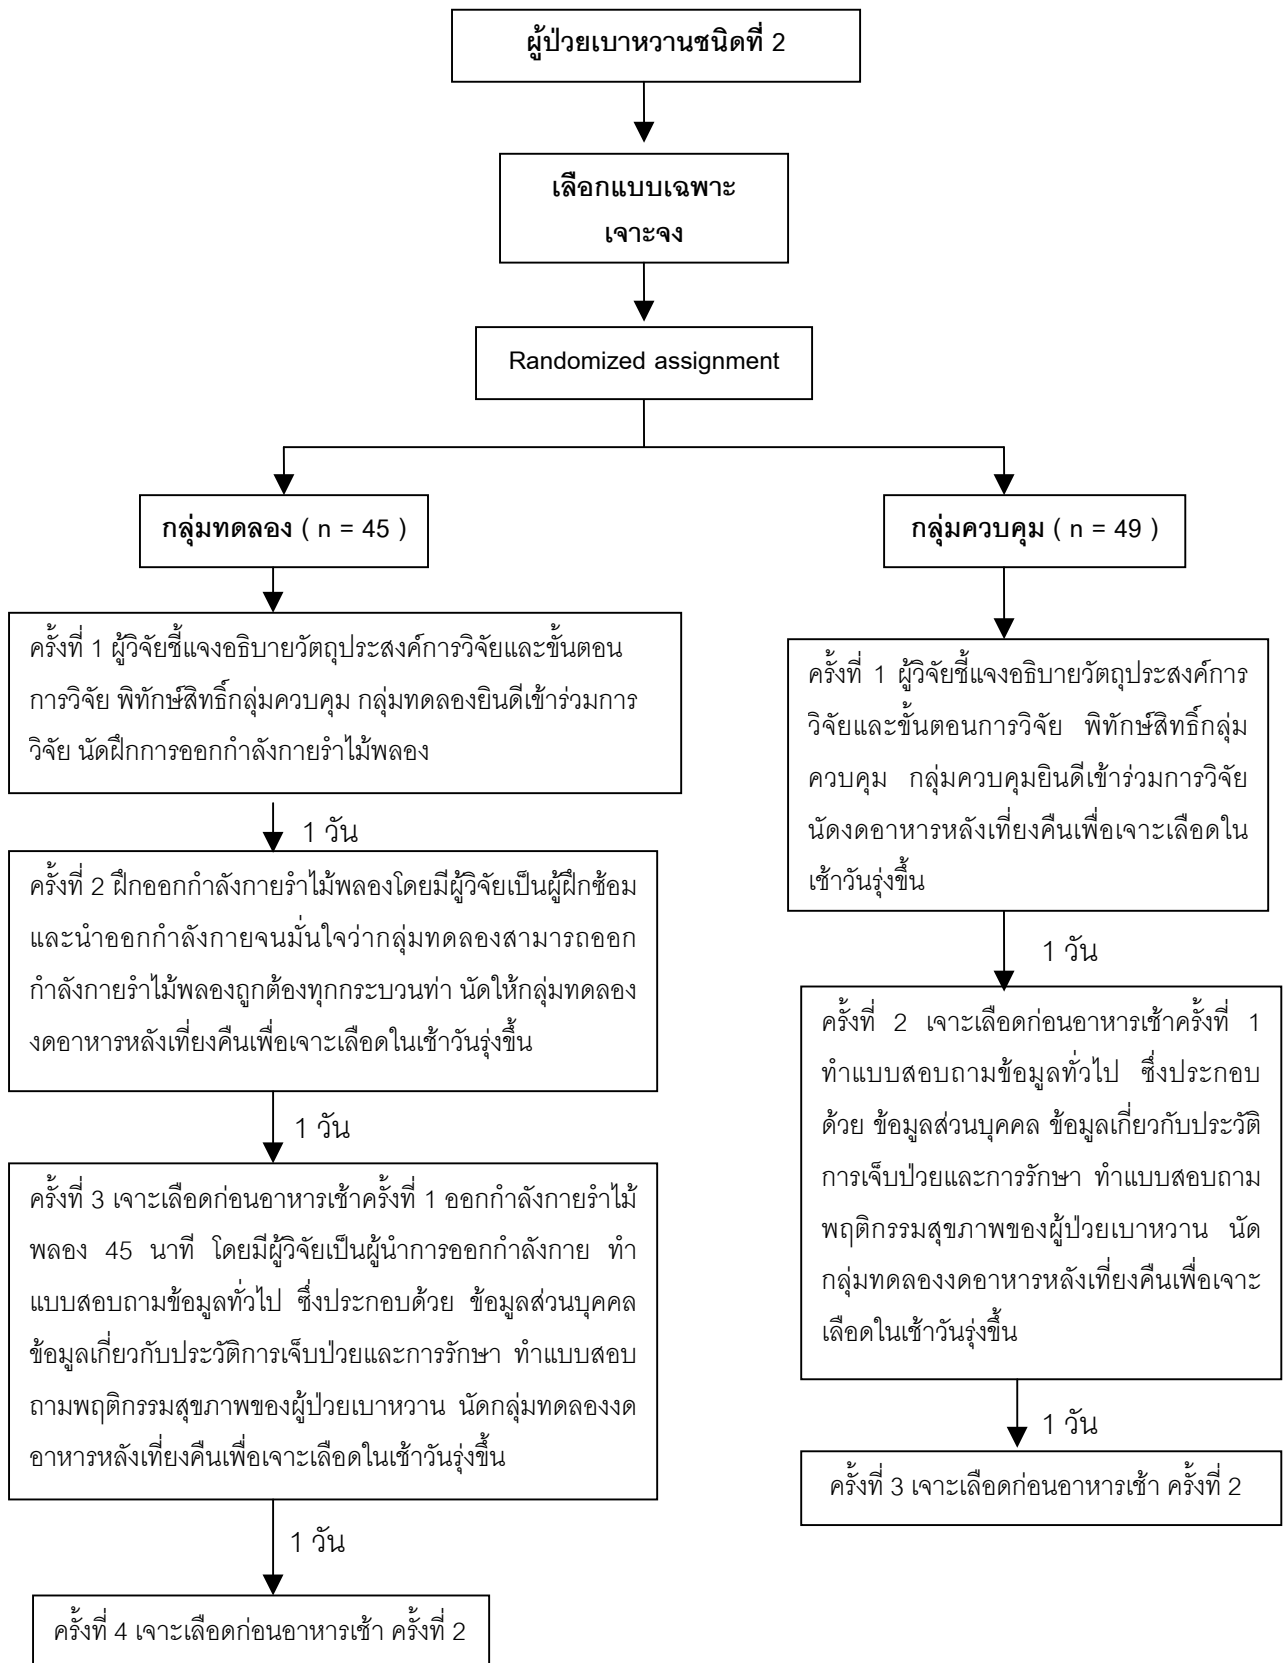 ผู้ป่วยเบาหวานชนิดที่ 2
เลือกแบบเฉพาะ
เจาะจง
Randomized assignment
กลุ่มทดลอง ( n = 45 )
ครั้งที่ 1 ผู้วิจัยชี้แจงอธิบายวัตถุประสงค์การวิจัยและขั้นตอน
การวิจัย พิทักษ์สิทธิ์กลุ่มควบคุม กลุ่มทดลองยินดีเข้าร่วมการ
วิจัย นัดฝึกการออกกำลังกายรำไม้พลอง
1 วัน
ครั้งที่ 2 ฝึกออกกำลังกายรำไม้พลองโดยมีผู้วิจัยเป็นผู้ฝึกซ้อม
และนำออกกำลังกายจนมั่นใจว่ากลุ่มทดลองสามารถออก
กำลังกายรำไม้พลองถูกต้องทุกกระบวนท่า นัดให้กลุ่มทดลอง
งดอาหารหลังเที่ยงคืนเพื่อเจาะเลือดในเช้าวันรุ่งขึ้น
1 วัน
ครั้งที่ 3 เจาะเลือดก่อนอาหารเช้าครั้งที่ 1 ออกกำลังกายรำไม้
พลอง 45 นาที โดยมีผู้วิจัยเป็นผู้นำการออกกำลังกาย ทำ
แบบสอบถามข้อมูลทั่วไป ซึ่งประกอบด้วย ข้อมูลส่วนบุคคล
ข้อมูลเกี่ยวกับประวัติการเจ็บป่วยและการรักษา ทำแบบสอบ
ถามพฤติกรรมสุขภาพของผู้ป่วยเบาหวาน นัดกลุ่มทดลองงด
อาหารหลังเที่ยงคืนเพื่อเจาะเลือดในเช้าวันรุ่งขึ้น
1 วัน
ครั้งที่ 4 เจาะเลือดก่อนอาหารเช้า ครั้งที่ 2
กลุ่มควบคุม ( n = 49 )
ครั้งที่ 1 ผู้วิจัยชี้แจงอธิบายวัตถุประสงค์การ
วิจัยและขั้นตอนการวิจัย พิทักษ์สิทธิ์กลุ่ม
ควบคุม กลุ่มควบคุมยินดีเข้าร่วมการวิจัย
นัดงดอาหารหลังเที่ยงคืนเพื่อเจาะเลือดใน
เช้าวันรุ่งขึ้น
1 วัน
ครั้งที่ 2 เจาะเลือดก่อนอาหารเช้าครั้งที่ 1
ทำแบบสอบถามข้อมูลทั่วไป ซึ่งประกอบ
ด้วย ข้อมูลส่วนบุคคล ข้อมูลเกี่ยวกับประวัติ
การเจ็บป่วยและการรักษา ทำแบบสอบถาม
พฤติกรรมสุขภาพของผู้ป่วยเบาหวาน นัด
กลุ่มทดลองงดอาหารหลังเที่ยงคืนเพื่อเจาะ
เลือดในเช้าวันรุ่งขึ้น
1 วัน
ครั้งที่ 3 เจาะเลือดก่อนอาหารเช้า ครั้งที่ 2